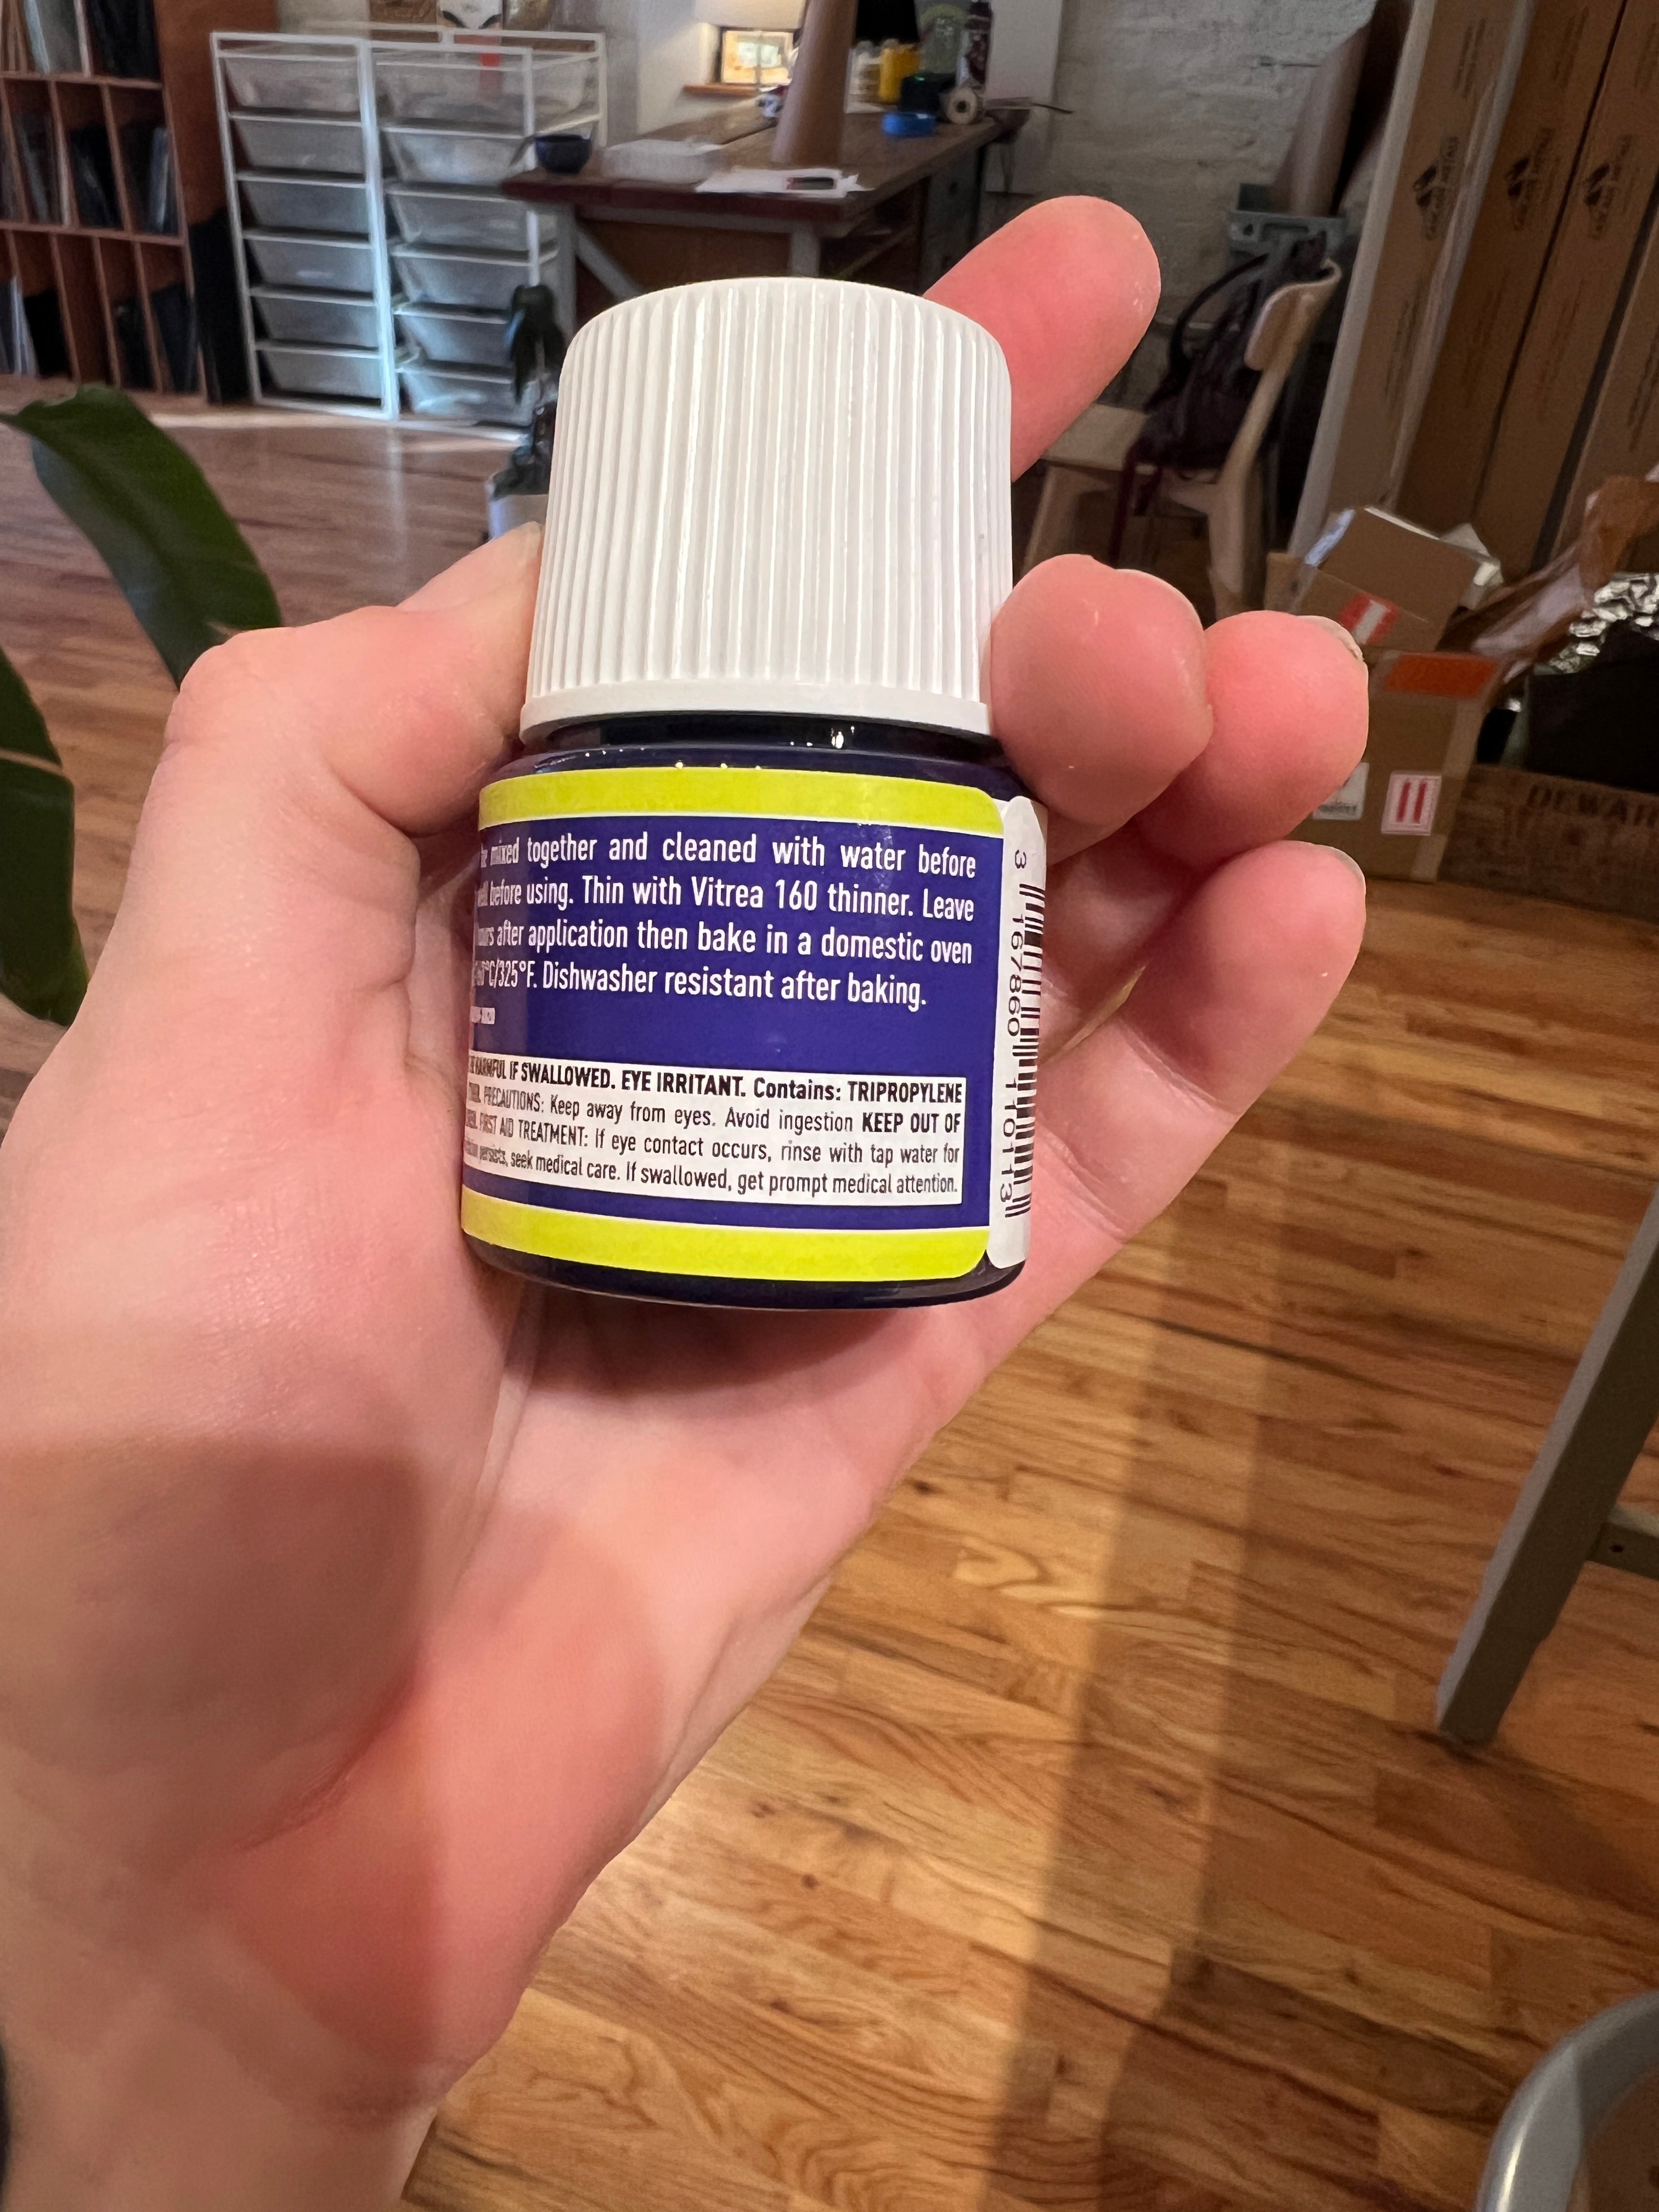 mixed together and cleaned with water before
before using. Thin with Vitrea 160 thinner. Leave
after application then bake in a domestic oven
°C/325°F. Dishwasher resistant after baking.
HARMFUL IF SWALLOWED. EYE IRRITANT. Contains: TRIPROPYLENE
PRECAUTIONS: Keep away from eyes. Avoid ingestion KEEP OUT OF
FIRST AID TREATMENT: If eye contact occurs, rinse with tap water for
persists, seek medical care. If swallowed, get prompt medical attention.
3 167860 110113
DEWAR